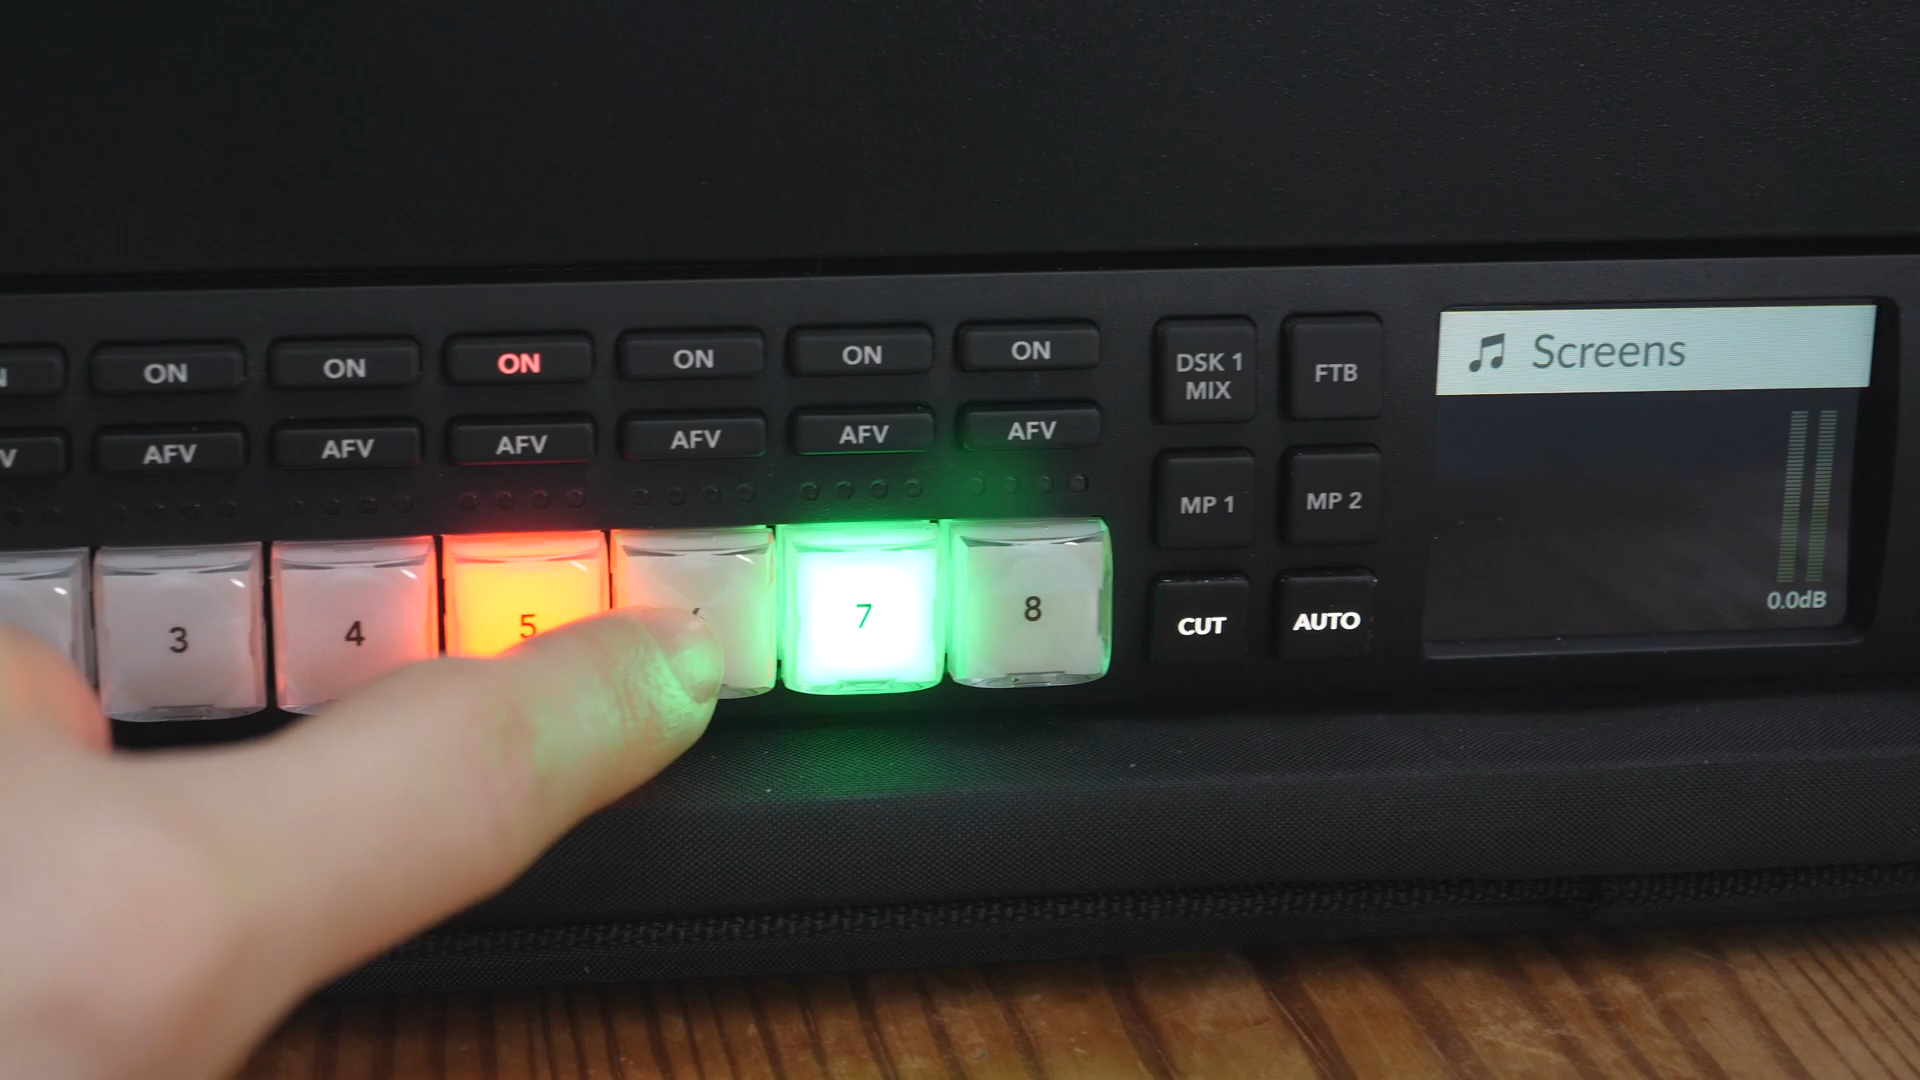 ON ON ON ON ON ON
AFV AFV AFV AFV AFV AFV
3 4 5 7 8
DSK 1
MIX
FTB
MP 1 MP 2
CUT AUTO
Screens
0.0dB